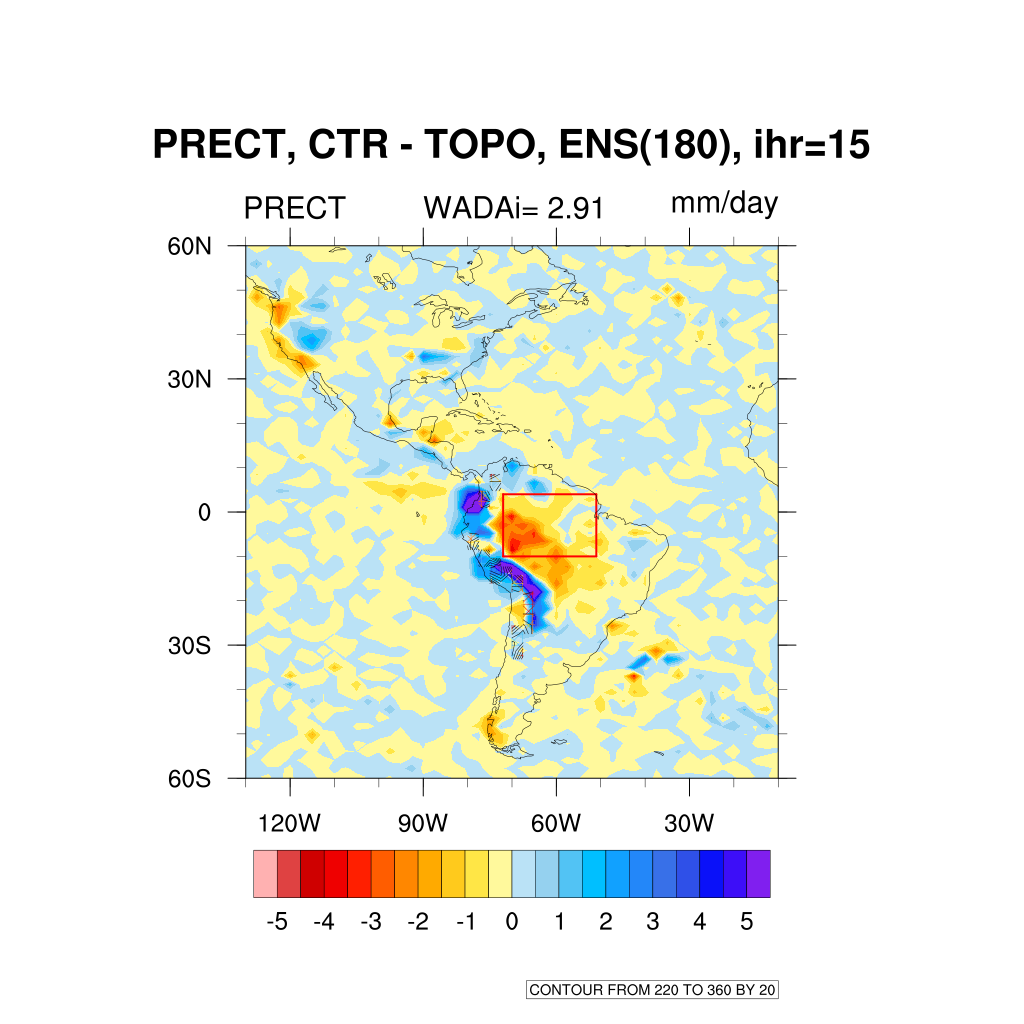 PRECT, CTR - TOPO, ENS(180), ihr=15
PRECT WADAi= 2.91 mm/day
60N
30N
0
30S
60S
120W 90W 60W 30W
-5 -4 -3 -2 -1 0 1 2 3 4 5
CONTOUR FROM 220 TO 360 BY 20